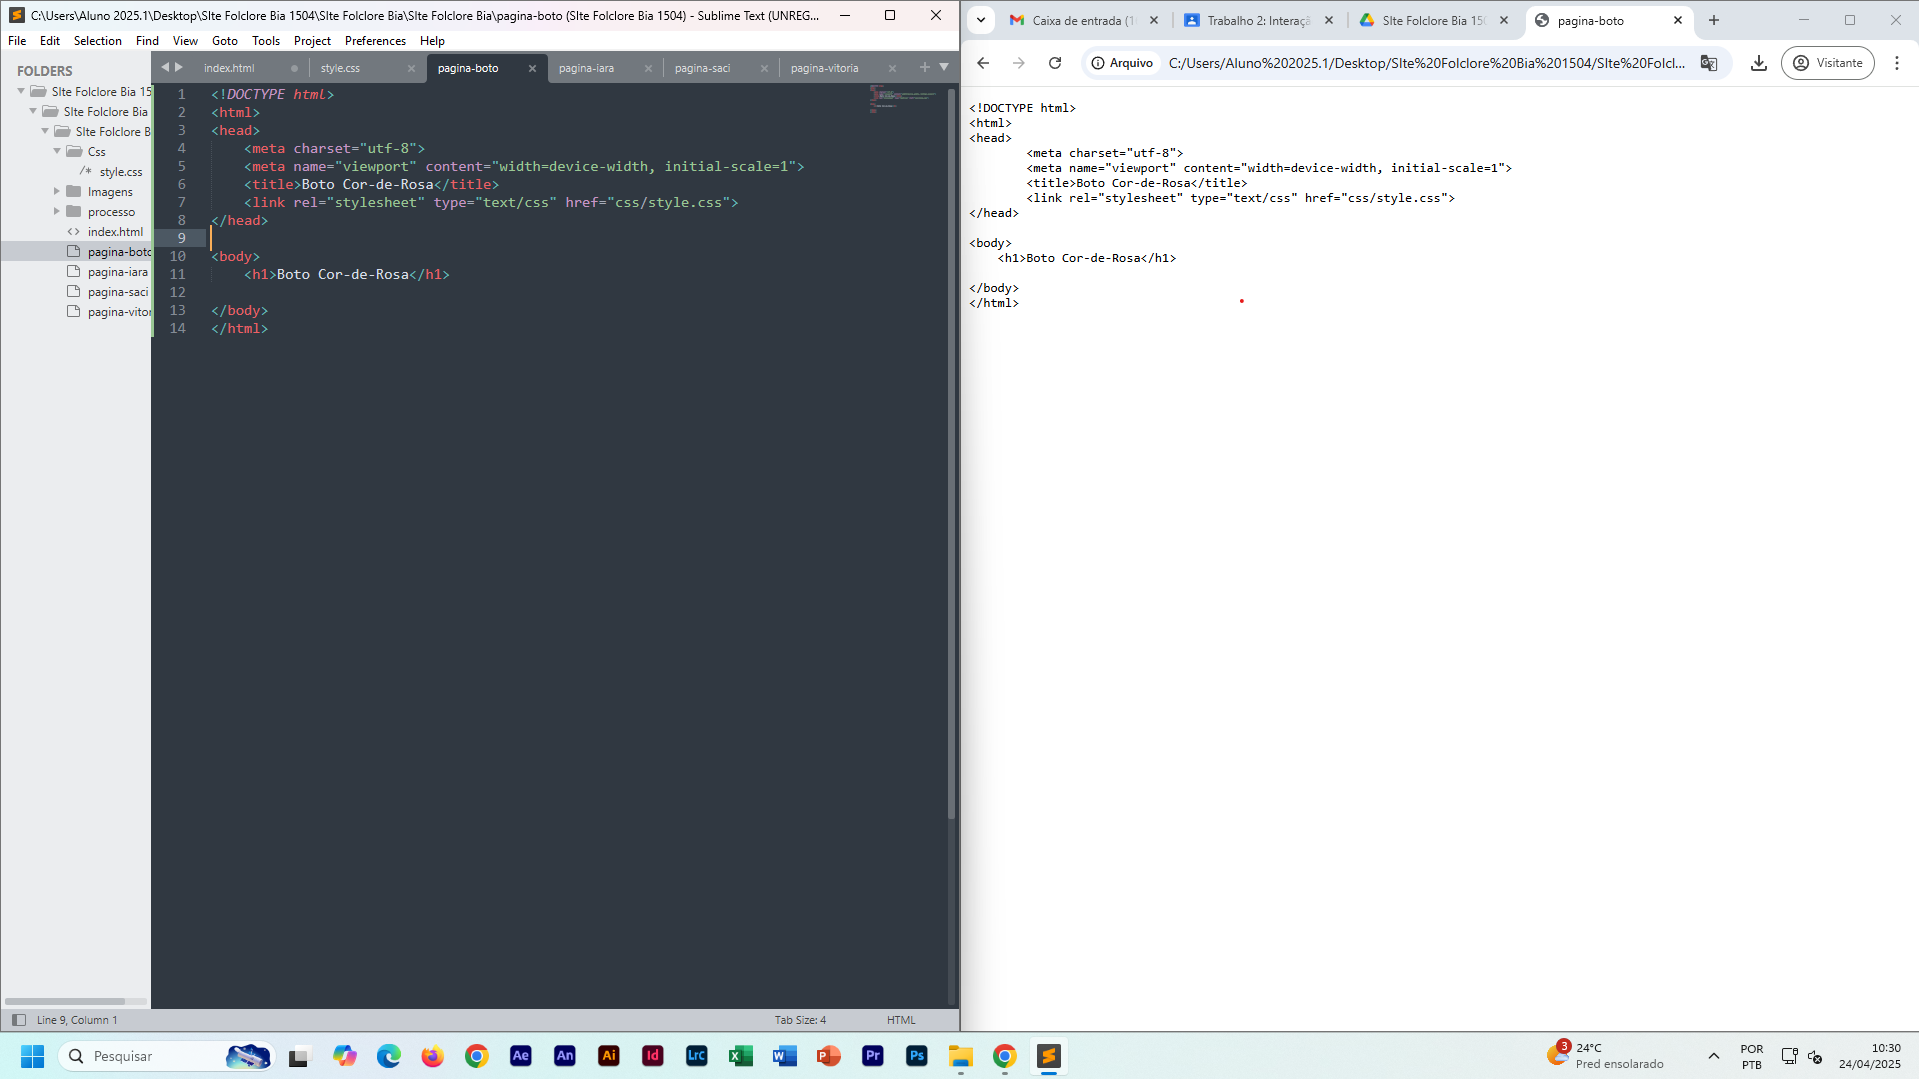 C:\Users\Aluno 2025.1\Desktop\SIte Folclore Bia 1504\SIte Folclore Bia\SIte Folclore Bia\pagina-boto (SIte Folclore Bia 1504) - Sublime Text (UNREG...
File Edit Selection Find View Goto Tools Project Preferences Help
FOLDERS
SIte Folclore Bia 15
SIte Folclore Bia
SIte Folclore B
Css
/* style.css
Imagens
processo
<> index.html
pagina-boto
pagina-iara
pagina-saci
pagina-vitor
index.html style.css pagina-boto pagina-iara pagina-saci pagina-vitoria
1 <!DOCTYPE html>
2 <html>
3 <head>
4 <meta charset="utf-8">
5 <meta name="viewport" content="width=device-width, initial-scale=1">
6 <title>Boto Cor-de-Rosa</title>
7 <link rel="stylesheet" type="text/css" href="css/style.css">
8 </head>
9
10 <body>
11 <h1>Boto Cor-de-Rosa</h1>
12
13 </body>
14 </html>
Line 9, Column 1 Tab Size: 4 HTML
Caixa de entrada (1 Trabalho 2: Interaçã SIte Folclore Bia 150 pagina-boto
Arquivo C:/Users/Aluno%202025.1/Desktop/SIte%20Folclore%20Bia%201504/SIte%20Folcl... Visitante
<!DOCTYPE html>
<html>
<head>
<meta charset="utf-8">
<meta name="viewport" content="width=device-width, initial-scale=1">
<title>Boto Cor-de-Rosa</title>
<link rel="stylesheet" type="text/css" href="css/style.css">
</head>
<body>
<h1>Boto Cor-de-Rosa</h1>
</body>
</html>
Pesquisar
Ae An Ai Id Lrc Pr Ps
3
24°C
Pred ensolarado
POR
PTB
10:30
24/04/2025